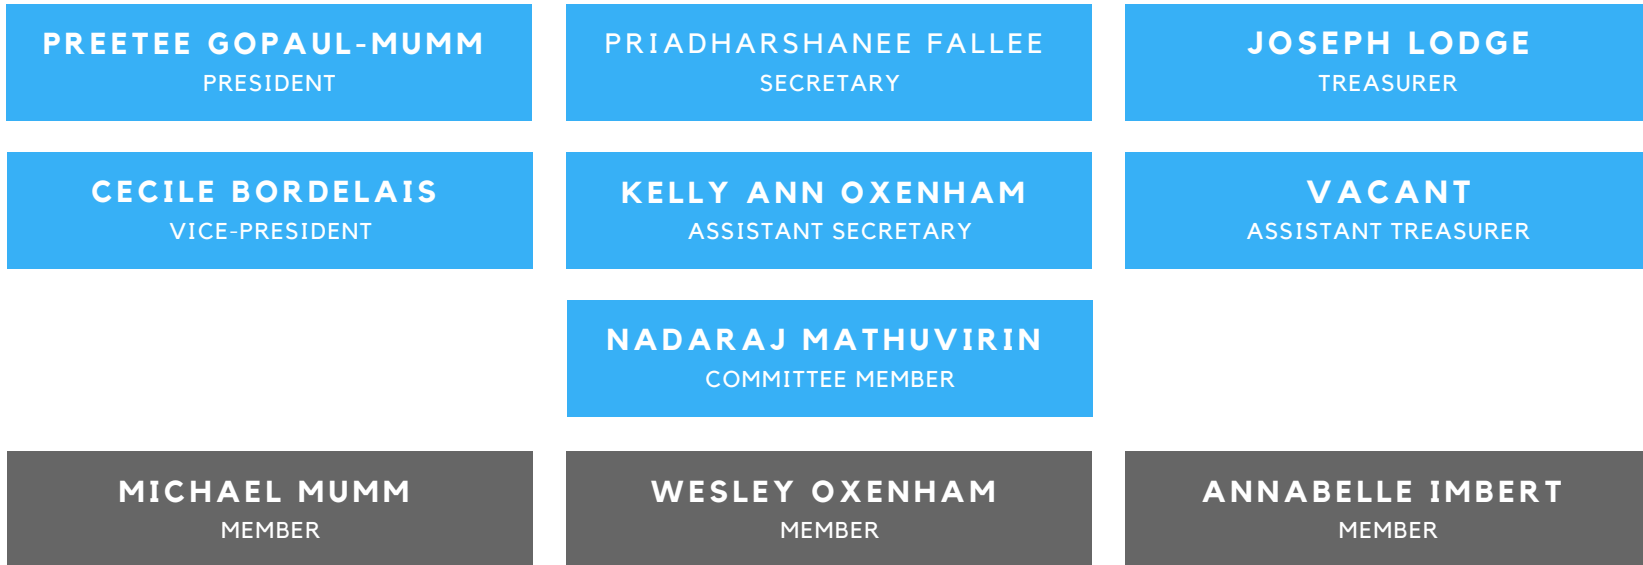 PREETEE GOPAUL-MUMM
PRESIDENT
PRIADHARSHANEE FALLEE
SECRETARY
JOSEPH LODGE
TREASURER
CECILE BORDELAIS
VICE-PRESIDENT
KELLY ANN OXENHAM
ASSISTANT SECRETARY
VACANT
ASSISTANT TREASURER
NADARAJ MATHUVIRIN
COMMITTEE MEMBER
MICHAEL MUMM
MEMBER
WESLEY OXENHAM
MEMBER
ANNABELLE IMBERT
MEMBER